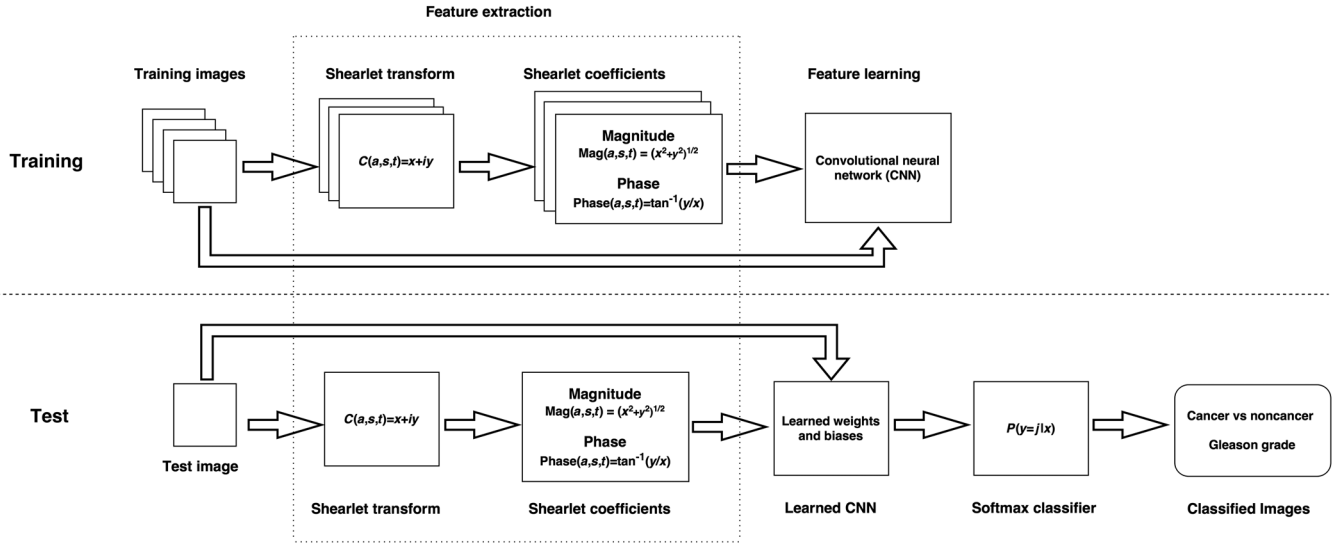 Feature extraction
Training images
Shearlet transform
Shearlet coefficients
Feature learning
Training
C(a,s,t)=x+iy
Magnitude
Mag(a,s,t) = (x²+y²)¹/²
Phase
Phase(a,s,t)=tan⁻¹(y/x)
Convolutional neural
network (CNN)
Test
Test image
C(a,s,t)=x+iy
Magnitude
Mag(a,s,t) = (x²+y²)¹/²
Phase
Phase(a,s,t)=tan⁻¹(y/x)
Learned weights
and biases
P(y=j|x)
Cancer vs noncancer
Gleason grade
Shearlet transform
Shearlet coefficients
Learned CNN
Softmax classifier
Classified Images